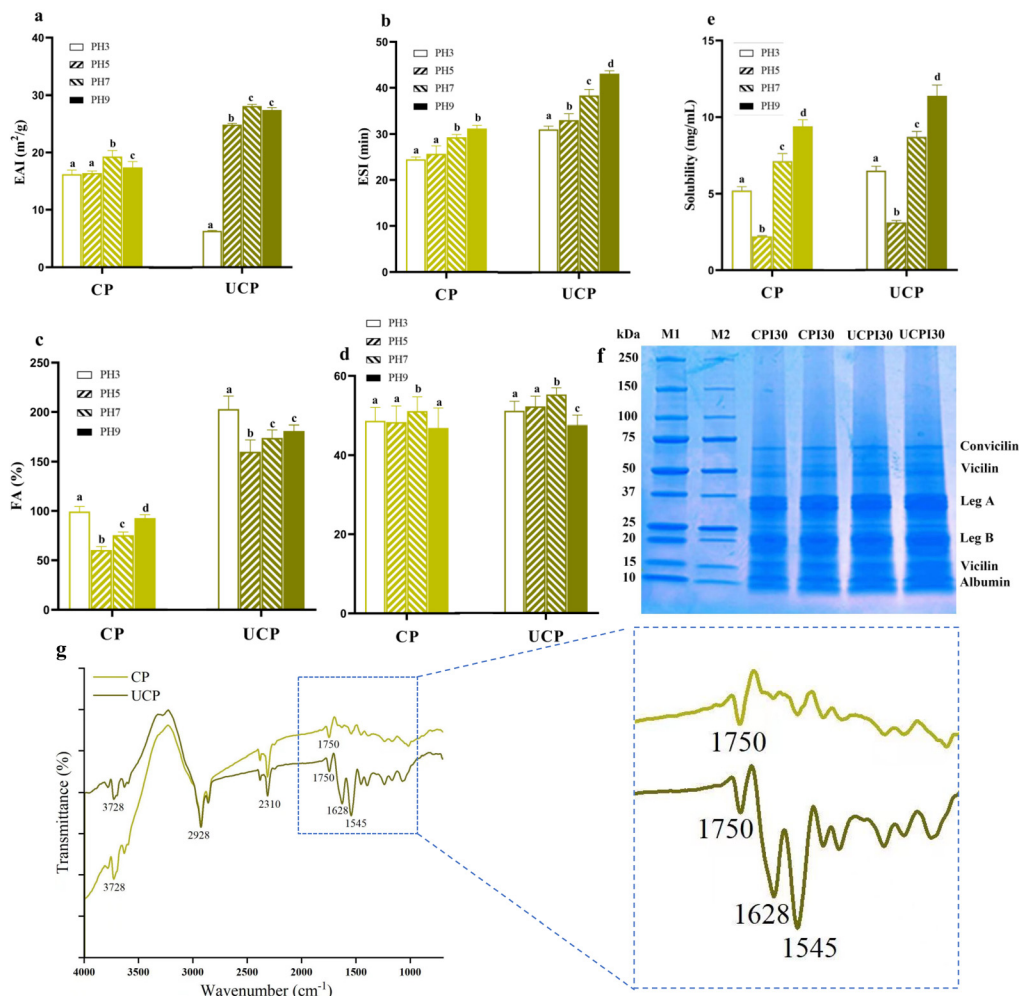 a
PH3
PH5
PH7
PH9
EAI (m²/g)
40
30
20
10
0
a
a
b
c
a
b
c
c
CP
UCP
b
PH3
PH5
PH7
PH9
ESI (min)
50
40
30
20
10
0
a
a
b
b
a
b
c
d
CP
UCP
e
PH3
PH5
PH7
PH9
Solubility (mg/mL)
15
10
5
0
a
b
c
d
a
b
c
d
CP
UCP
c
PH3
PH5
PH7
PH9
FA (%)
250
200
150
100
50
0
a
b
c
d
a
b
c
c
CP
UCP
d
PH3
PH5
PH7
PH9
60
40
20
0
a
a
b
a
a
a
b
c
CP
UCP
f
kDa M1 M2 CPI30 CPI30 UCPI30 UCPI30
250
150
100
75
50
37
25
20
15
10
Convicilin
Vicilin
Leg A
Leg B
Vicilin
Albumin
g
CP
UCP
Transmittance (%)
3728
3728
2928
2310
1750
1750
1628
1545
4000 3500 3000 2500 2000 1500 1000
Wavenumber (cm⁻¹)
1750
1750
1628
1545